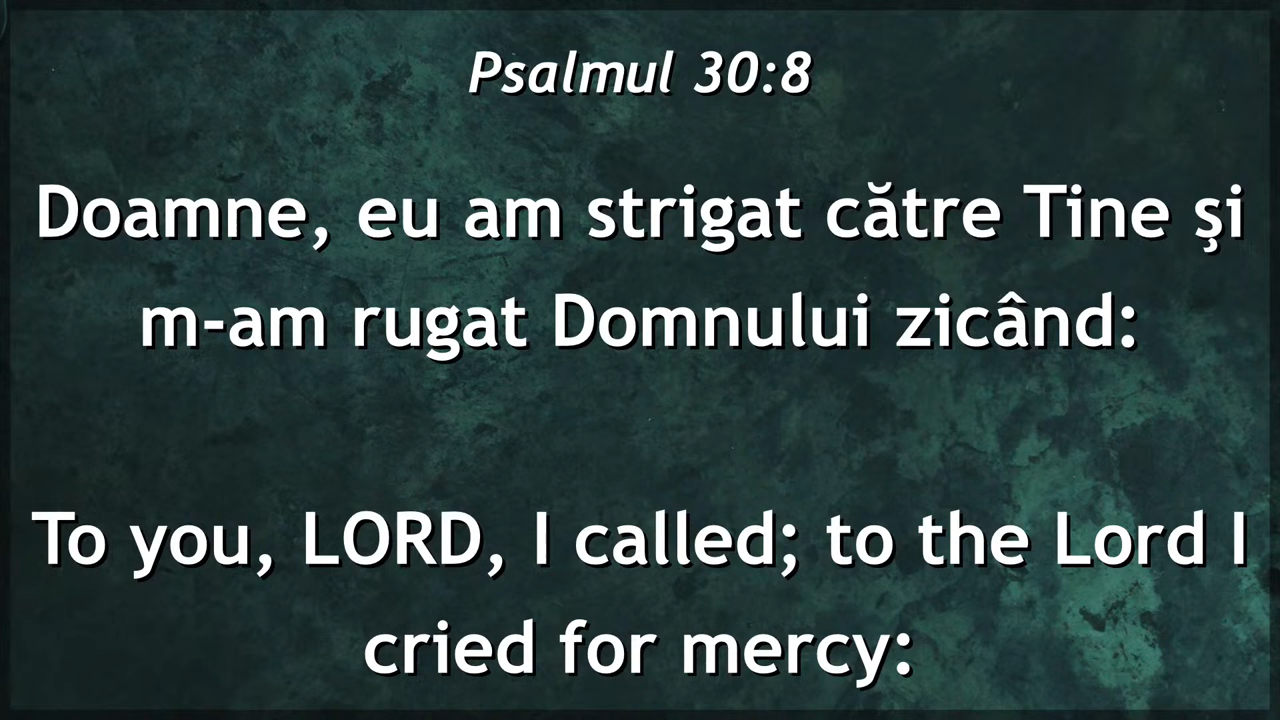 Psalmul 30:8
Doamne, eu am strigat către Tine şi
m-am rugat Domnului zicând:
To you, LORD, I called; to the Lord I
cried for mercy: